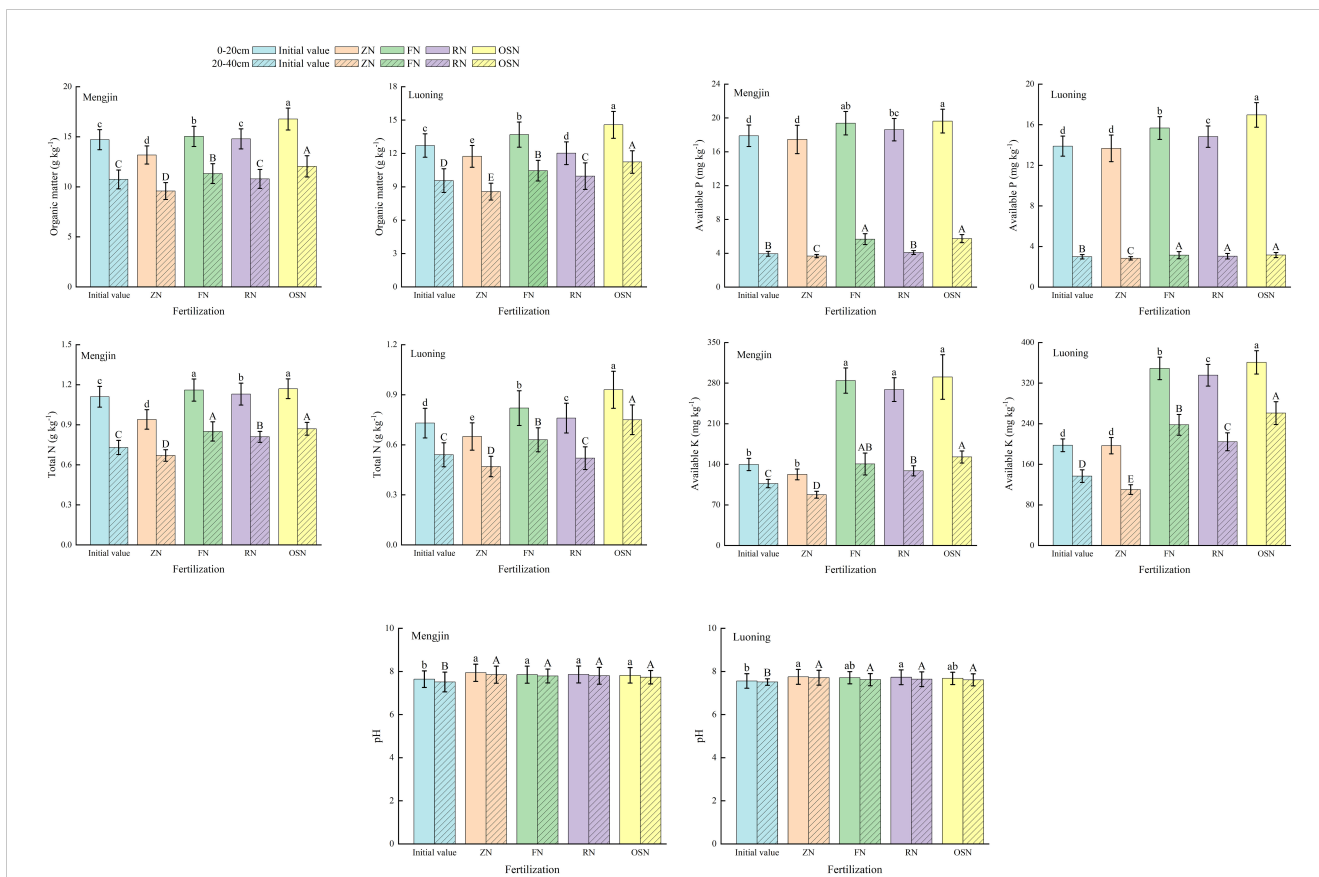 0-20cm Initial value ZN FN RN OSN
20-40cm Initial value ZN FN RN OSN
Mengjin
Organic matter (g kg-1)
20
15
10
5
0
c C d D b B c C a A
Initial value ZN FN RN OSN
Fertilization
Luoning
Organic matter (g kg-1)
18
15
12
9
6
3
0
c D e E b B d C a A
Initial value ZN FN RN OSN
Fertilization
Mengjin
Available P (mg kg-1)
24
20
16
12
8
4
0
d B d C ab A bc B a A
Initial value ZN FN RN OSN
Fertilization
Luoning
Available P (mg kg-1)
20
16
12
8
4
0
d B d C b A c B a A
Initial value ZN FN RN OSN
Fertilization
Mengjin
Total N (g kg-1)
1.5
1.2
0.9
0.6
0.3
0.0
c C d D a A b B a A
Initial value ZN FN RN OSN
Fertilization
Luoning
Total N (g kg-1)
1.2
0.9
0.6
0.3
0.0
d C e D b B c C a A
Initial value ZN FN RN OSN
Fertilization
Mengjin
Available K (mg kg-1)
350
280
210
140
70
0
b C b D a AB a B a A
Initial value ZN FN RN OSN
Fertilization
Luoning
Available K (mg kg-1)
400
320
240
160
80
0
d D d E b B c C a A
Initial value ZN FN RN OSN
Fertilization
Mengjin
pH
10
8
6
4
2
0
b B a A a A a A a A
Initial value ZN FN RN OSN
Fertilization
Luoning
pH
10
8
6
4
2
0
b B a A ab A a A ab A
Initial value ZN FN RN OSN
Fertilization